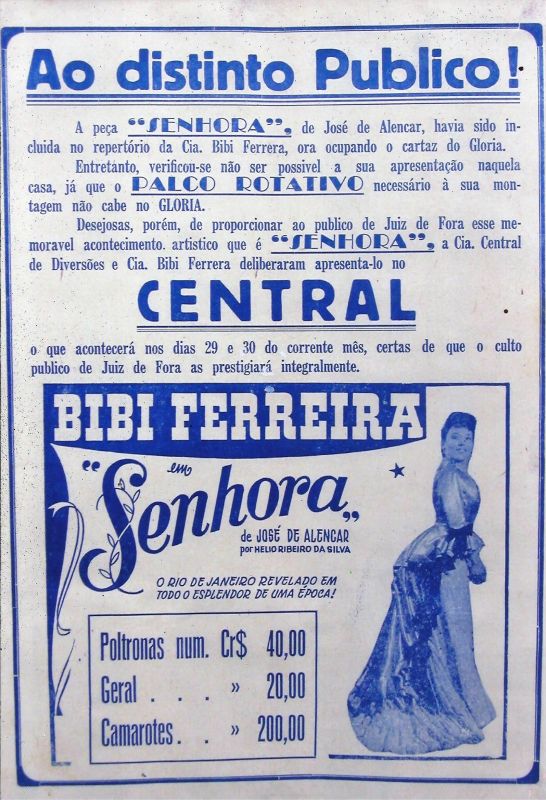 Ao distinto Publico!
A peça "SENHORA", de José de Alencar, havia sido in-
cluida no repertório da Cia. Bibi Ferrera, ora ocupando o cartaz do Gloria.
Entretanto, verificou-se não ser possivel a sua apresentação naquela
casa, já que o PALCO ROTATIVO necessário à sua mon-
tagem não cabe no GLORIA.
Desejosas, porém, de proporcionar ao publico de Juiz de Fora esse me-
moravel acontecimento. artistico que é "SENHORA", a Cia. Central
de Diversões e Cia. Bibi Ferrera deliberaram apresenta-lo no
CENTRAL
o que acontecerá nos dias 29 e 30 do corrente mês, certas de que o culto
publico de Juiz de Fora as prestigiará integralmente.
BIBI FERREIRA
em
"Senhora"
de JOSÉ DE ALENCAR
por HELIO RIBEIRO DA SILVA
O RIO DE JANEIRO REVELADO EM
TODO O ESPLENDOR DE UMA ÉPOCA!
Poltronas num. Cr$ 40,00
Geral . . . » 20,00
Camarotes. . » 200,00